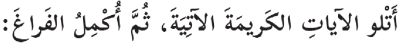 أَتْلو الآياتِ الكَريمَةَ الآتِيَةَ، ثُمَّ أُكْمِلُ الفَراغَ: